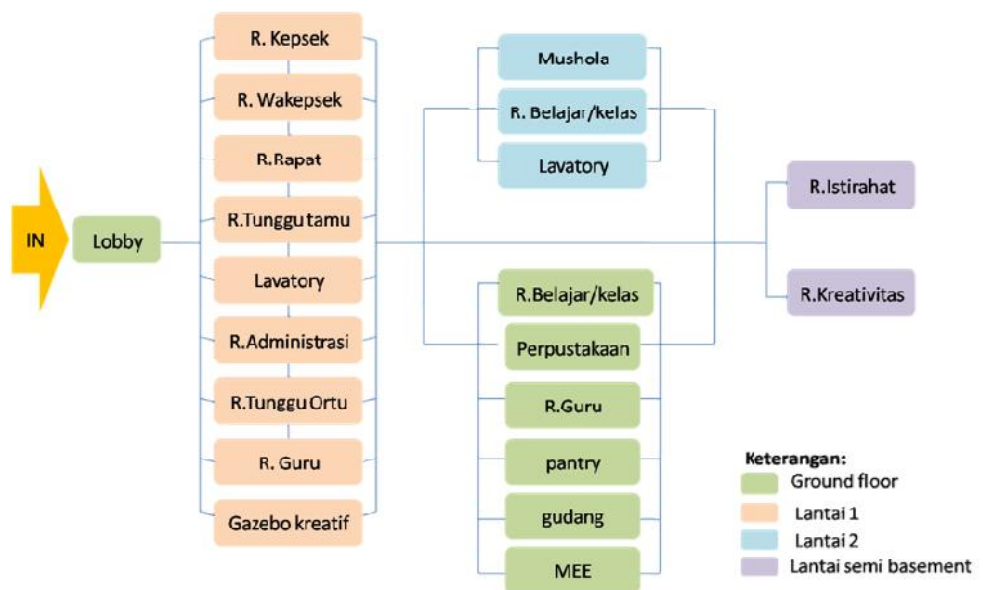 IN
Lobby
R. Kepsek
R. Wakepsek
R.Rapat
R.Tunggu tamu
Lavatory
R.Administrasi
R.Tunggu Ortu
R. Guru
Gazebo kreatif
Mushola
R. Belajar/kelas
Lavatory
R.Belajar/kelas
Perpustakaan
R.Guru
pantry
gudang
MEE
R.Istirahat
R.Kreativitas
Keterangan:
Ground floor
Lantai 1
Lantai 2
Lantai semi basement